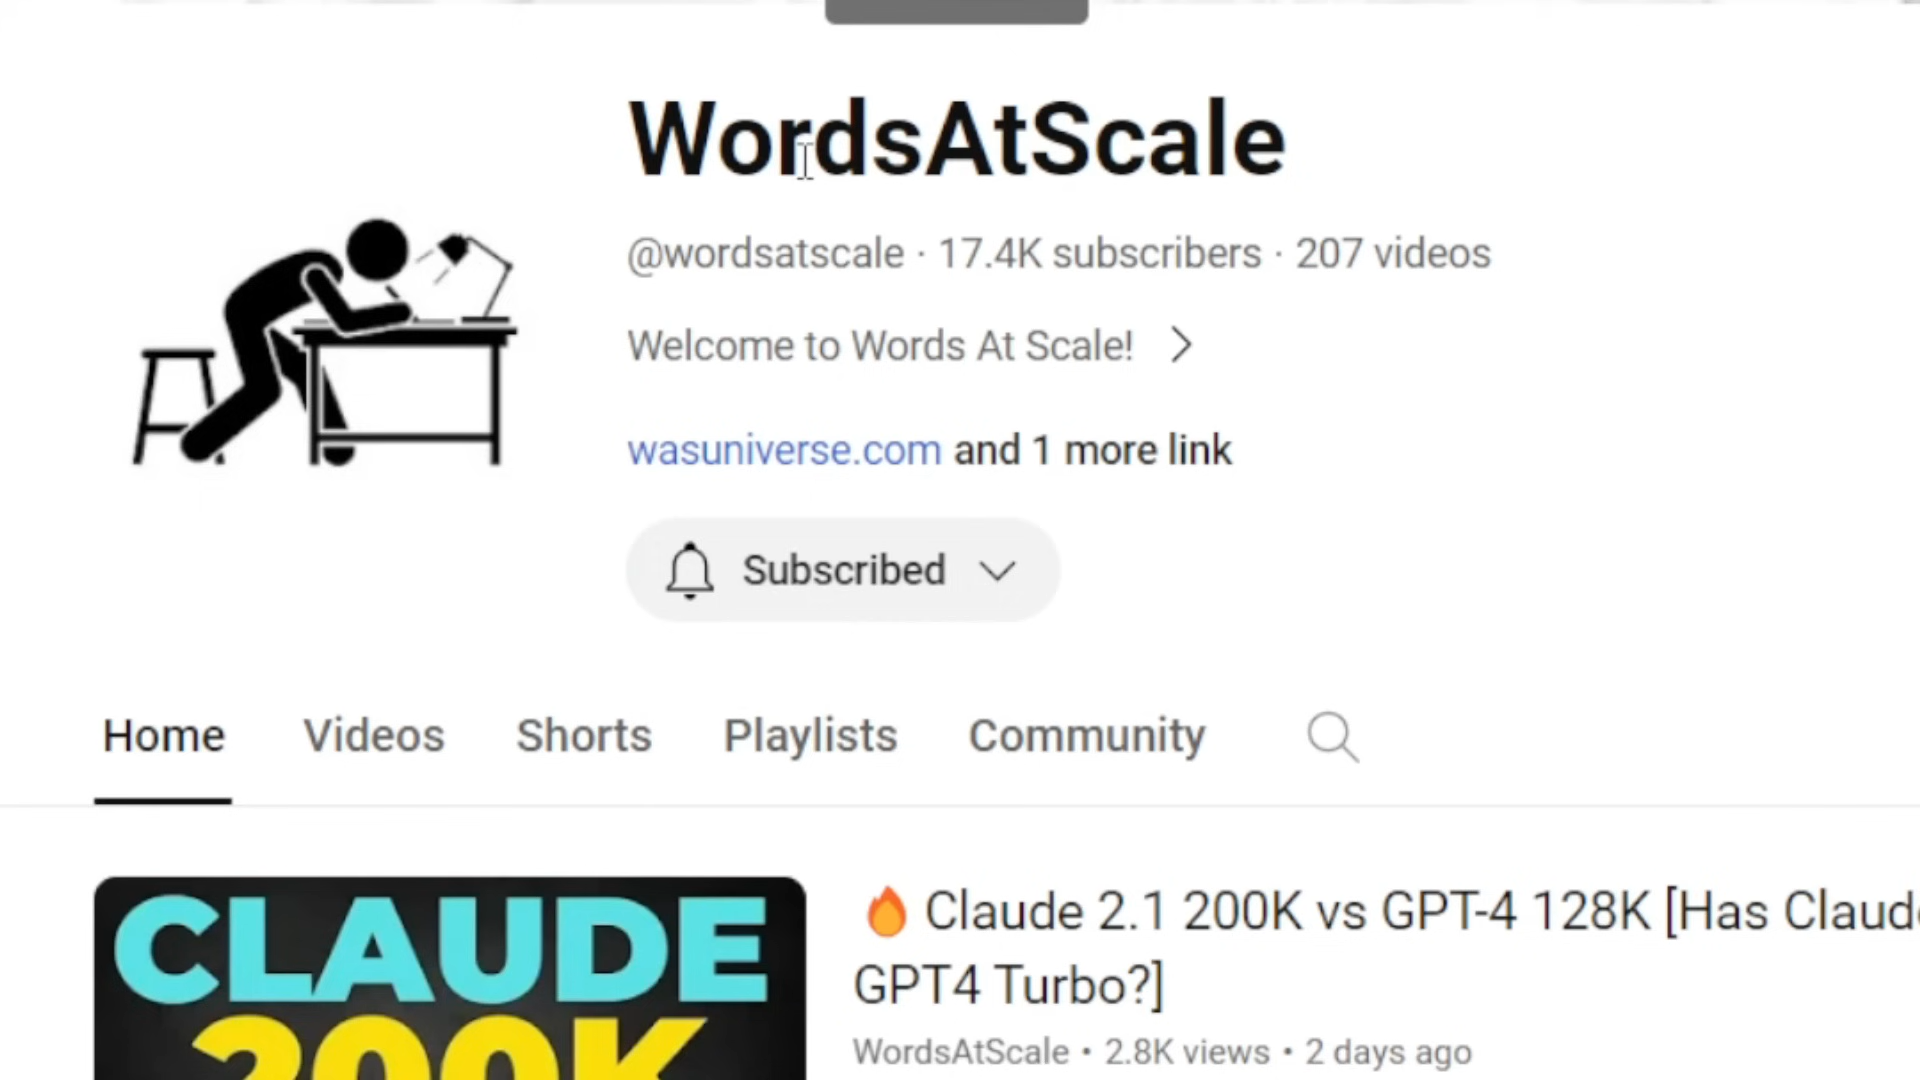 WordsAtScale
@wordsatscale · 17.4K subscribers · 207 videos
Welcome to Words At Scale!
wasuniverse.com and 1 more link
Subscribed
Home Videos Shorts Playlists Community
CLAUDE
200K
🔥 Claude 2.1 200K vs GPT-4 128K [Has Claude
GPT4 Turbo?]
WordsAtScale • 2.8K views • 2 days ago